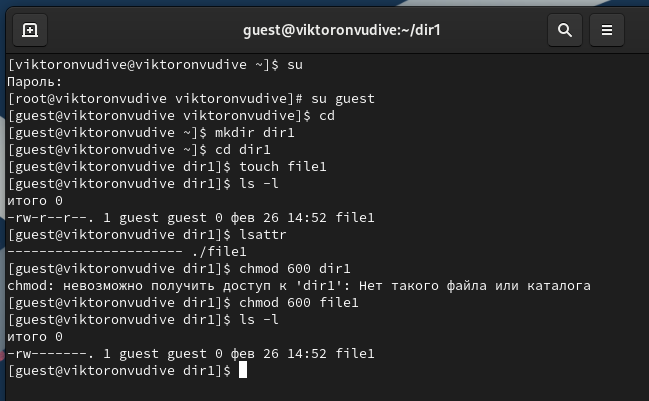 guest@viktoronvudive:~/dir1
[viktoronvudive@viktoronvudive ~]$ su
Пароль:
[root@viktoronvudive viktoronvudive]# su guest
[guest@viktoronvudive viktoronvudive]$ cd
[guest@viktoronvudive ~]$ mkdir dir1
[guest@viktoronvudive ~]$ cd dir1
[guest@viktoronvudive dir1]$ touch file1
[guest@viktoronvudive dir1]$ ls -l
итого 0
-rw-r--r--. 1 guest guest 0 фев 26 14:52 file1
[guest@viktoronvudive dir1]$ lsattr
---------------------- ./file1
[guest@viktoronvudive dir1]$ chmod 600 dir1
chmod: невозможно получить доступ к 'dir1': Нет такого файла или каталога
[guest@viktoronvudive dir1]$ chmod 600 file1
[guest@viktoronvudive dir1]$ ls -l
итого 0
-rw-------. 1 guest guest 0 фев 26 14:52 file1
[guest@viktoronvudive dir1]$